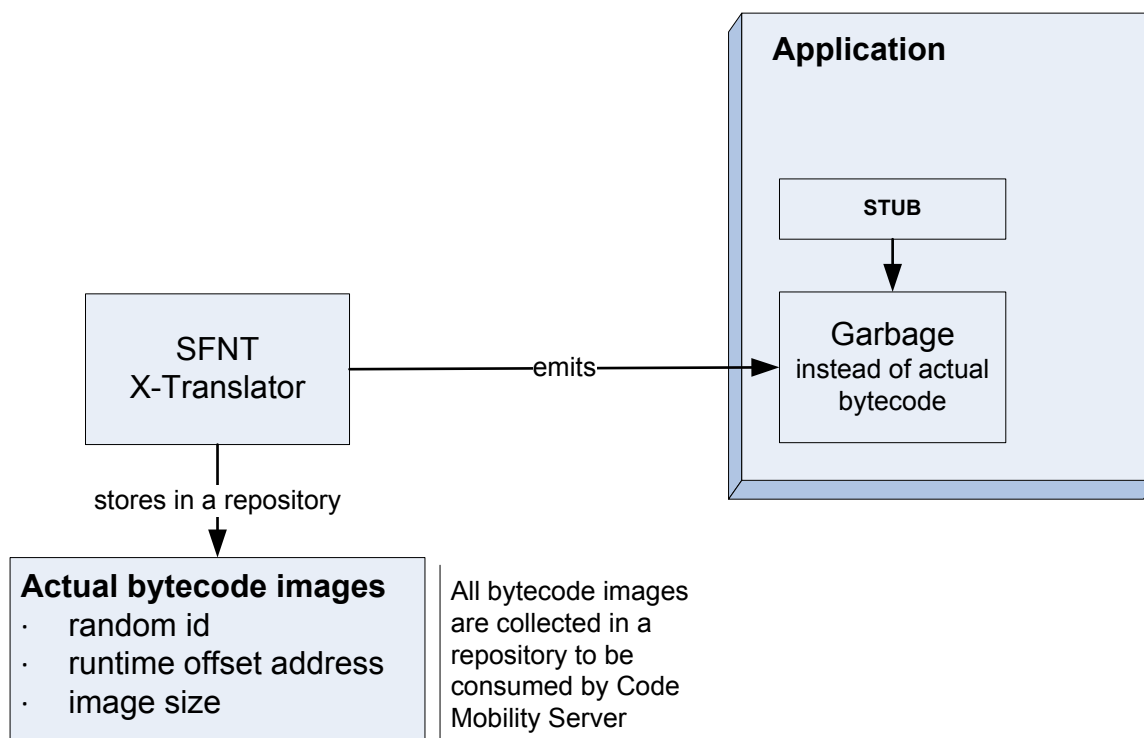 Application
STUB
Garbage
instead of actual
bytecode
SFNT
X-Translator
emits
stores in a repository
Actual bytecode images
· random id
· runtime offset address
· image size
All bytecode images
are collected in a
repository to be
consumed by Code
Mobility Server